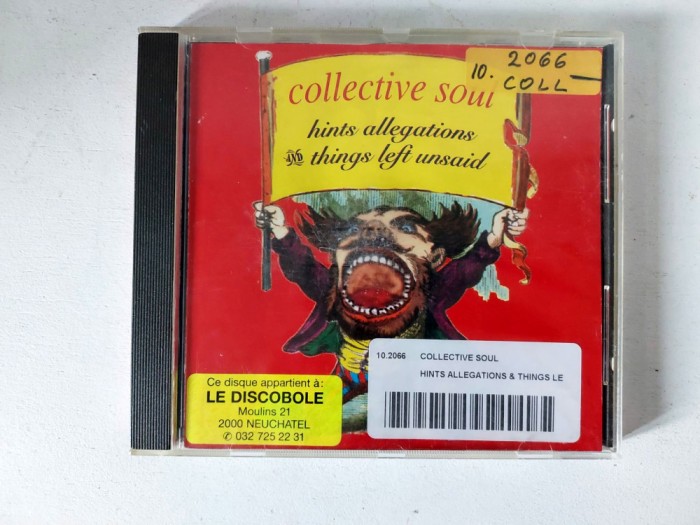 collective soul
hints allegations
AND things left unsaid
10. 2066
COLL
Ce disque appartient à:
LE DISCOBOLE
Moulins 21
2000 NEUCHATEL
✆ 032 725 22 31
10.2066 COLLECTIVE SOUL
HINTS ALLEGATIONS & THINGS LE